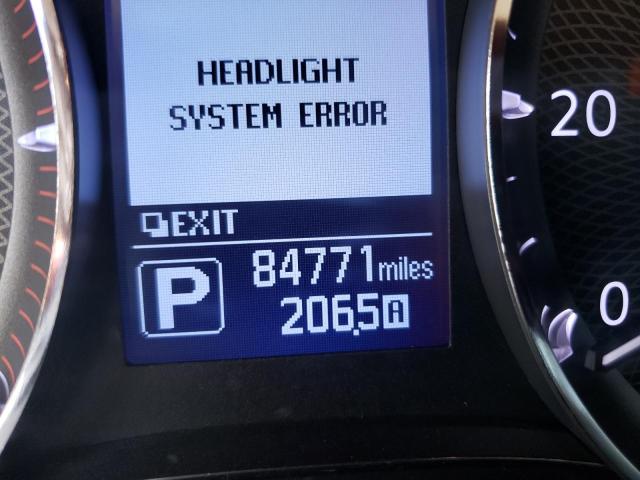 HEADLIGHT
SYSTEM ERROR
EXIT
P
84771 miles
206.5 A
20
0